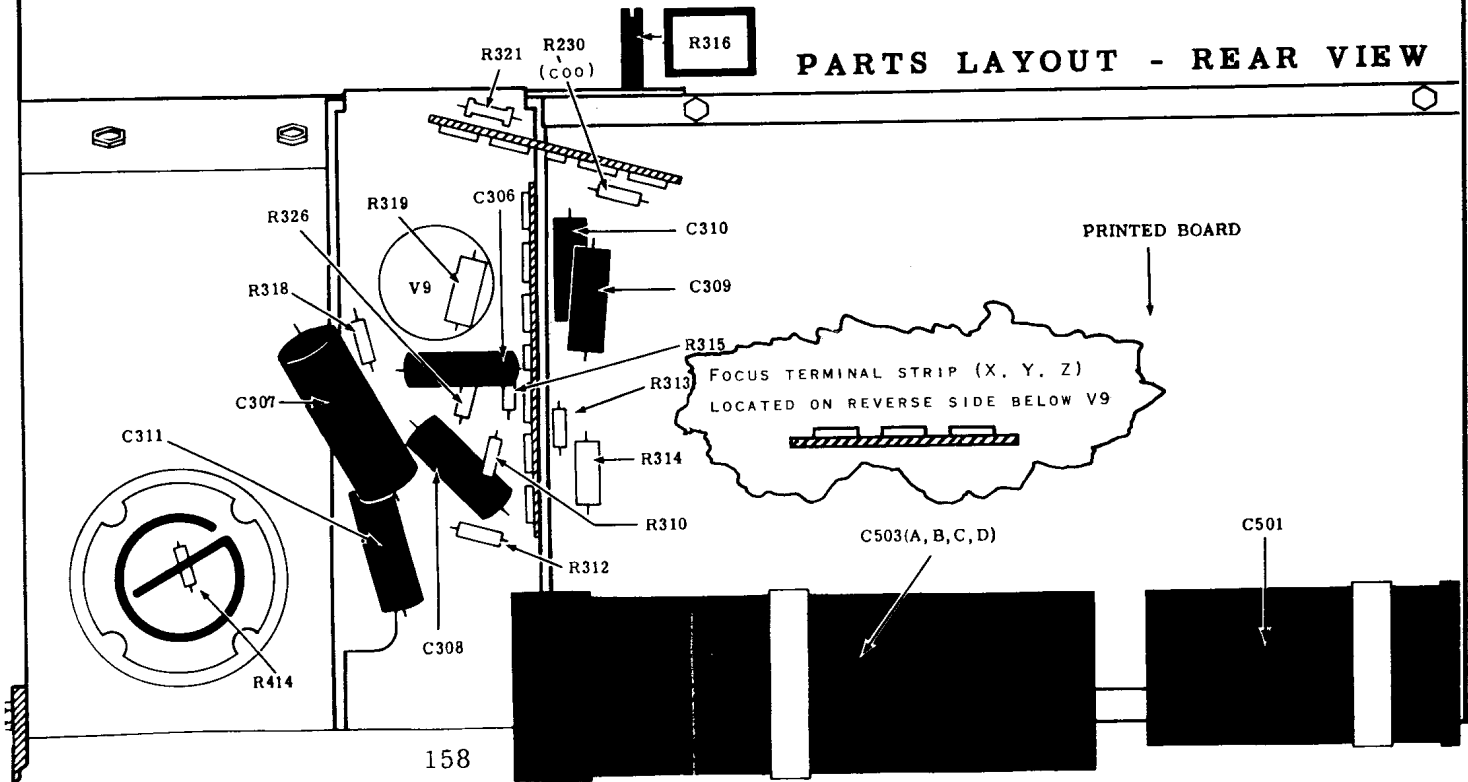 R321
R230
(COO)
R316
PARTS LAYOUT - REAR VIEW
R326
R319
C306
C310
PRINTED BOARD
V9
C309
R318
R315
R313
FOCUS TERMINAL STRIP (X, Y, Z)
LOCATED ON REVERSE SIDE BELOW V9
C307
C311
R314
R310
C503(A, B, C, D)
C501
R312
C308
R414
158